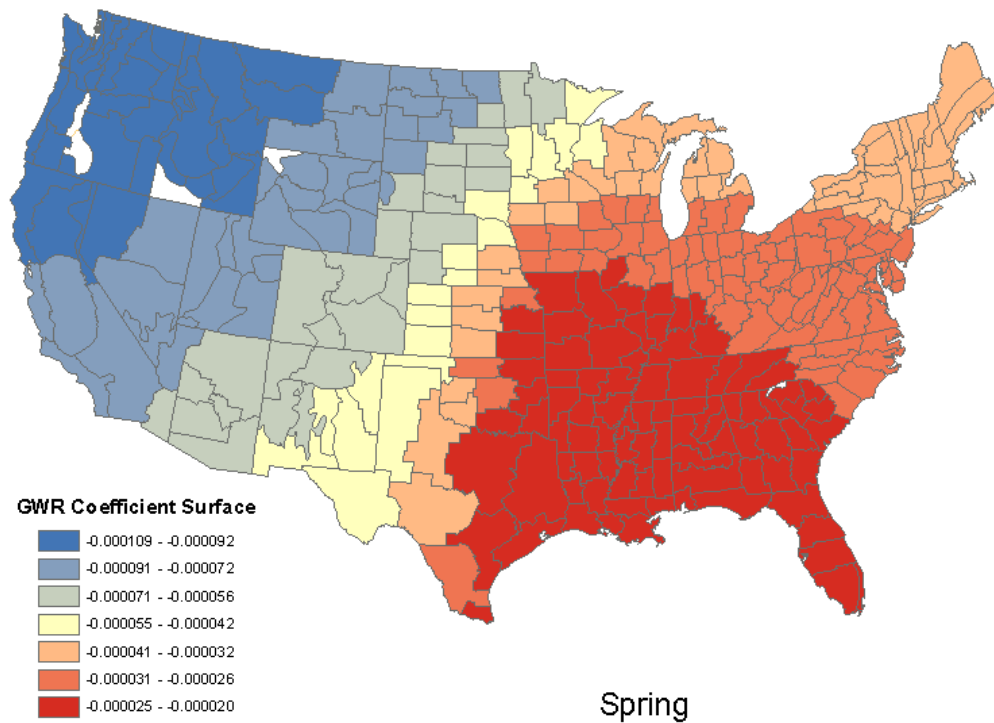 GWR Coefficient Surface
-0.000109 - -0.000092
-0.000091 - -0.000072
-0.000071 - -0.000056
-0.000055 - -0.000042
-0.000041 - -0.000032
-0.000031 - -0.000026
-0.000025 - -0.000020
Spring